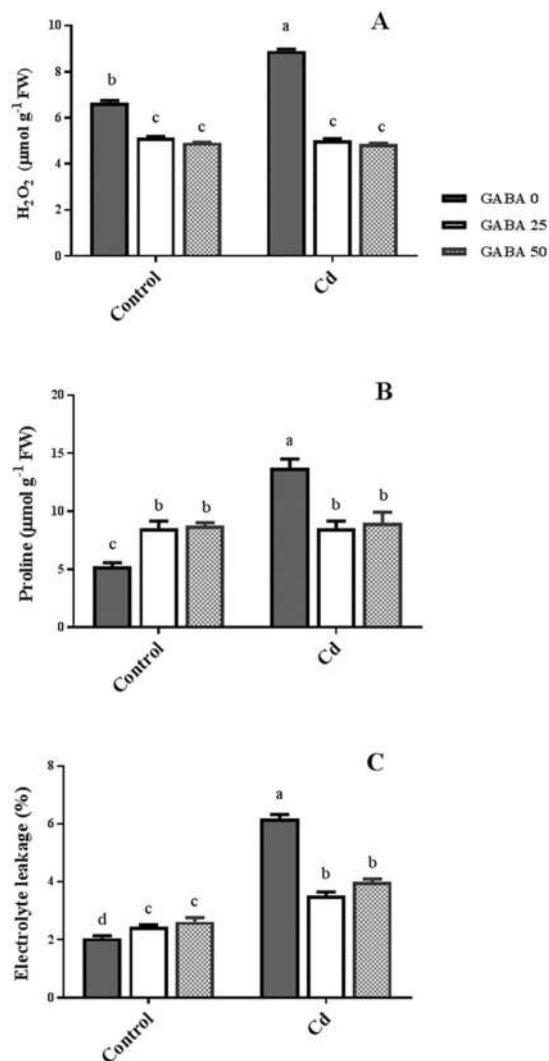 A
H₂O₂ (µmol g⁻¹ FW)
10
8
6
4
2
0
b
c
c
a
c
c
Control
Cd
GABA 0
GABA 25
GABA 50
B
Proline (µmol g⁻¹ FW)
20
15
10
5
0
c
b
b
a
b
b
Control
Cd
C
Electrolyte leakage (%)
8
6
4
2
0
d
c
c
a
b
b
Control
Cd